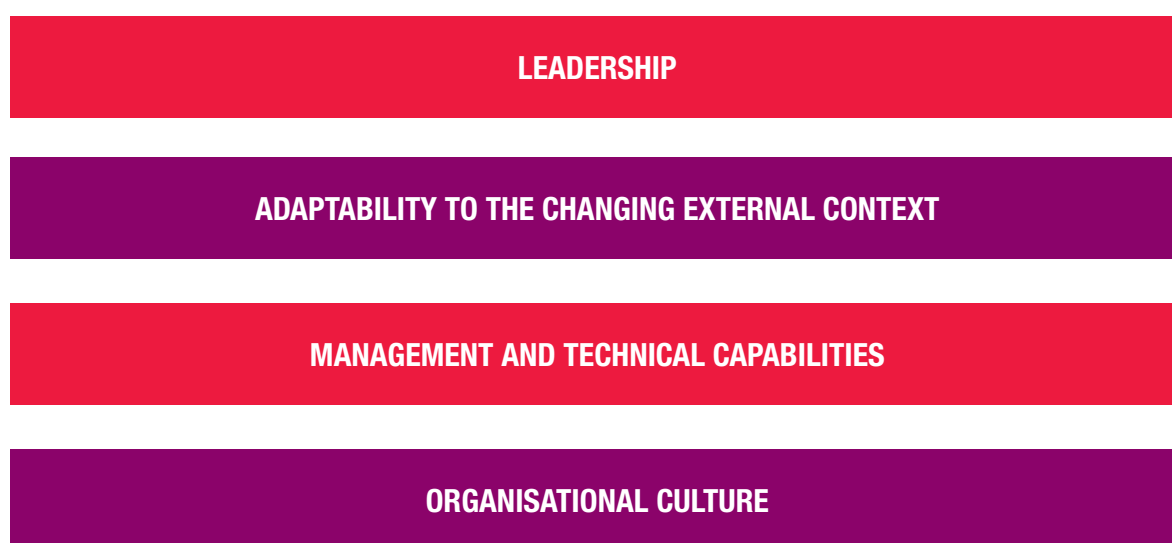 LEADERSHIP
ADAPTABILITY TO THE CHANGING EXTERNAL CONTEXT
MANAGEMENT AND TECHNICAL CAPABILITIES
ORGANISATIONAL CULTURE